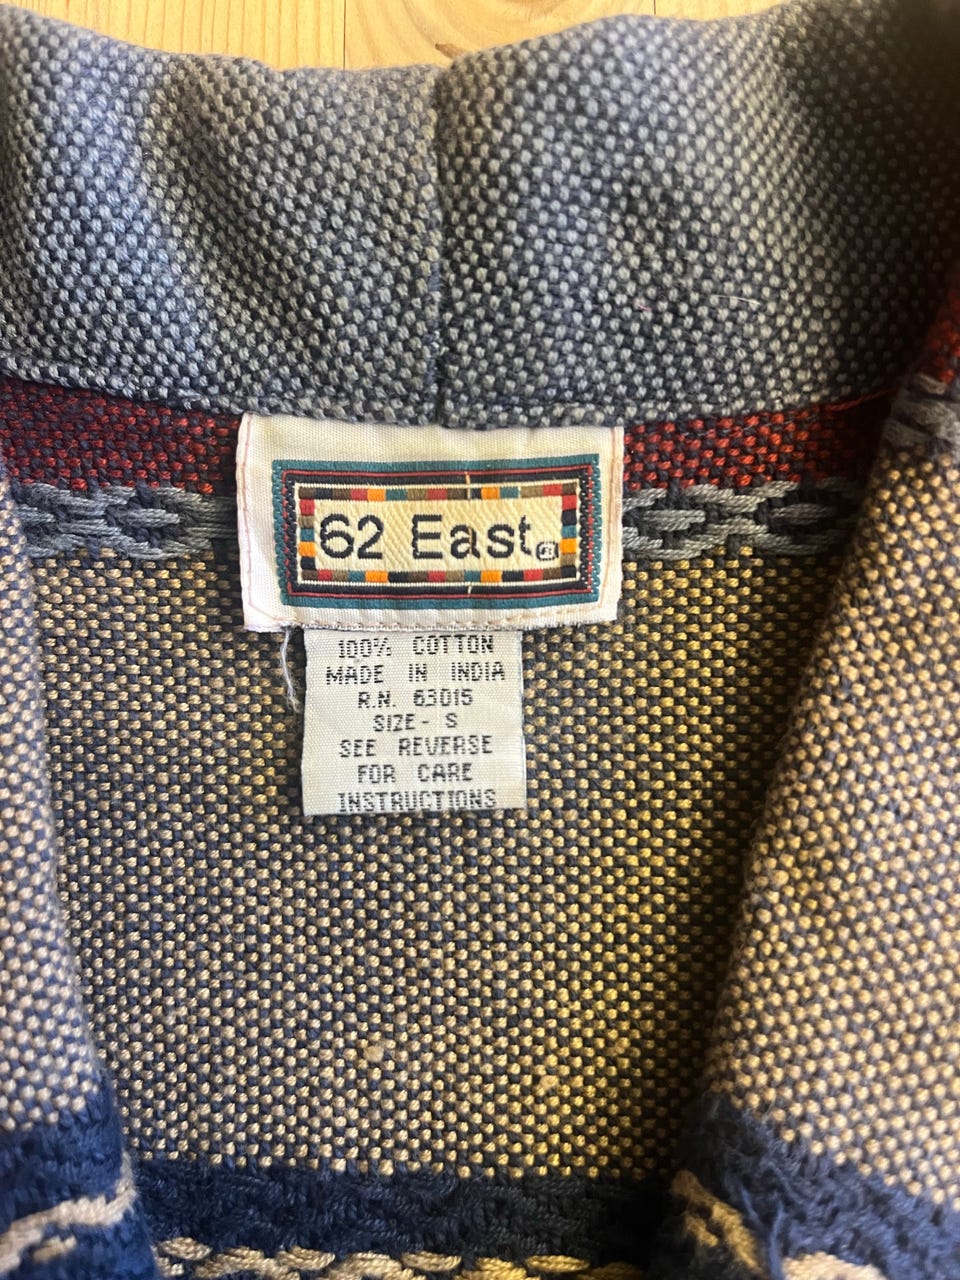 62 East®
100% COTTON
MADE IN INDIA
R.N. 63015
SIZE- S
SEE REVERSE
FOR CARE
INSTRUCTIONS